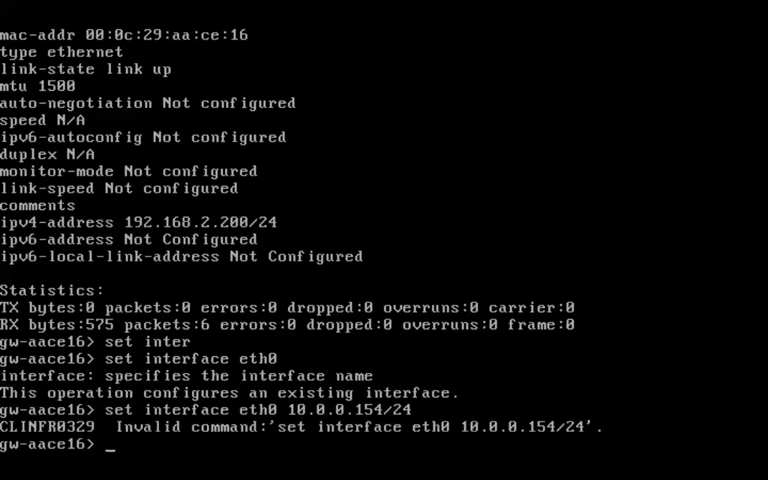 mac-addr 00:0c:29:aa:ce:16
type ethernet
link-state link up
mtu 1500
auto-negotiation Not configured
speed N/A
ipv6-autoconfig Not configured
duplex N/A
monitor-mode Not configured
link-speed Not configured
comments
ipv4-address 192.168.2.200/24
ipv6-address Not Configured
ipv6-local-link-address Not Configured
Statistics:
TX bytes:0 packets:0 errors:0 dropped:0 overruns:0 carrier:0
RX bytes:575 packets:6 errors:0 dropped:0 overruns:0 frame:0
gw-aace16> set inter
gw-aace16> set interface eth0
interface: specifies the interface name
This operation configures an existing interface.
gw-aace16> set interface eth0 10.0.0.154/24
CLINFR0329  Invalid command:'set interface eth0 10.0.0.154/24'.
gw-aace16> _